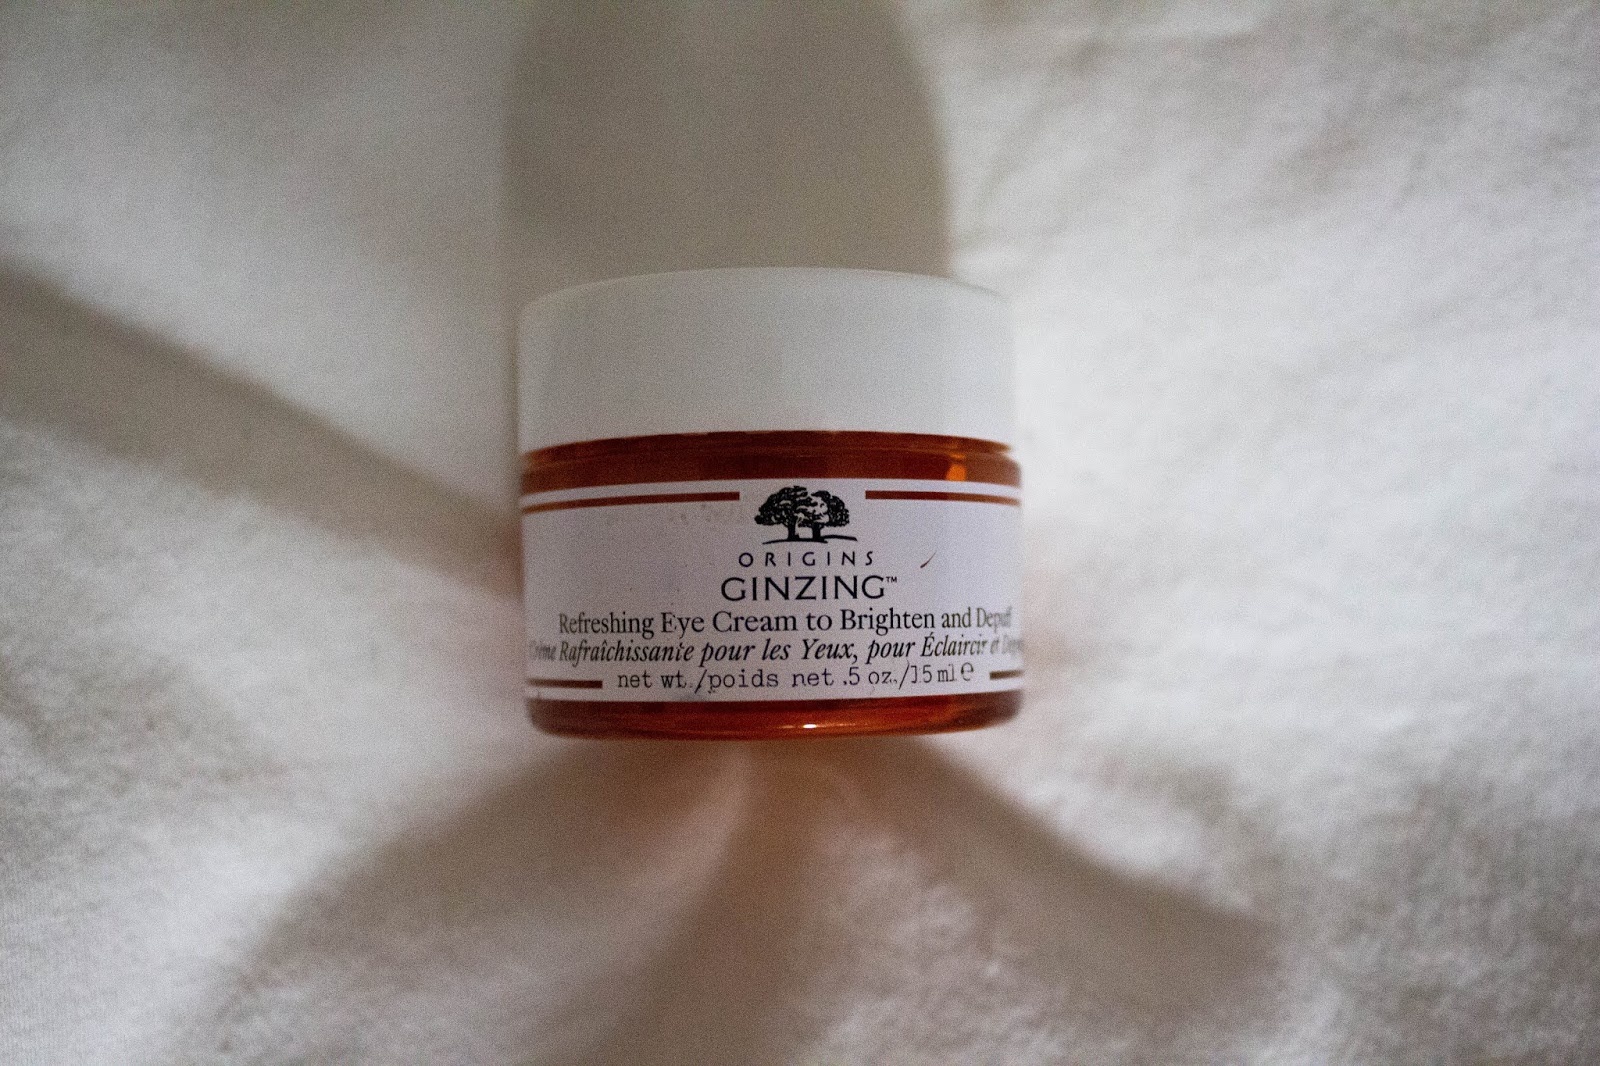 ORIGINS
GINZING™
Refreshing Eye Cream to Brighten and Depuff
Crème Rafraîchissante pour les Yeux, pour Éclaircir et
net wt./poids net .5 oz./15 ml ℮